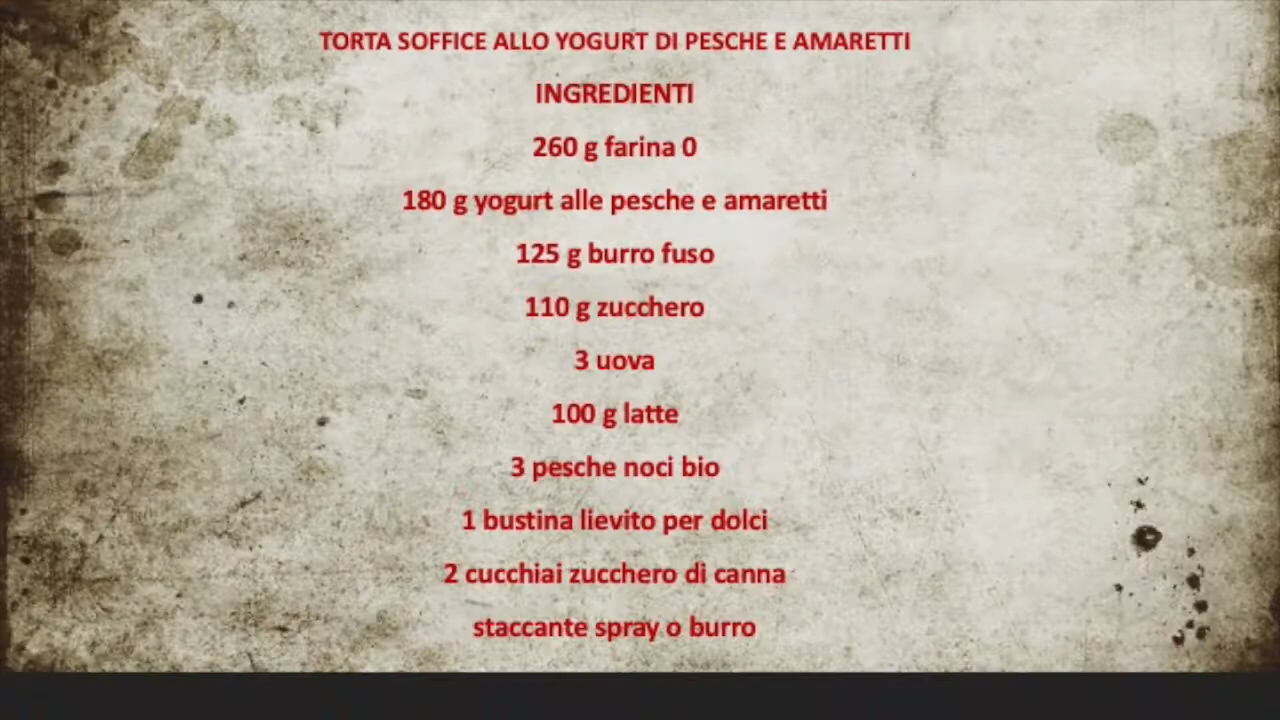 TORTA SOFFICE ALLO YOGURT DI PESCHE E AMARETTI
INGREDIENTI
260 g farina 0
180 g yogurt alle pesche e amaretti
125 g burro fuso
110 g zucchero
3 uova
100 g latte
3 pesche noci bio
1 bustina lievito per dolci
2 cucchiai zucchero di canna
staccante spray o burro